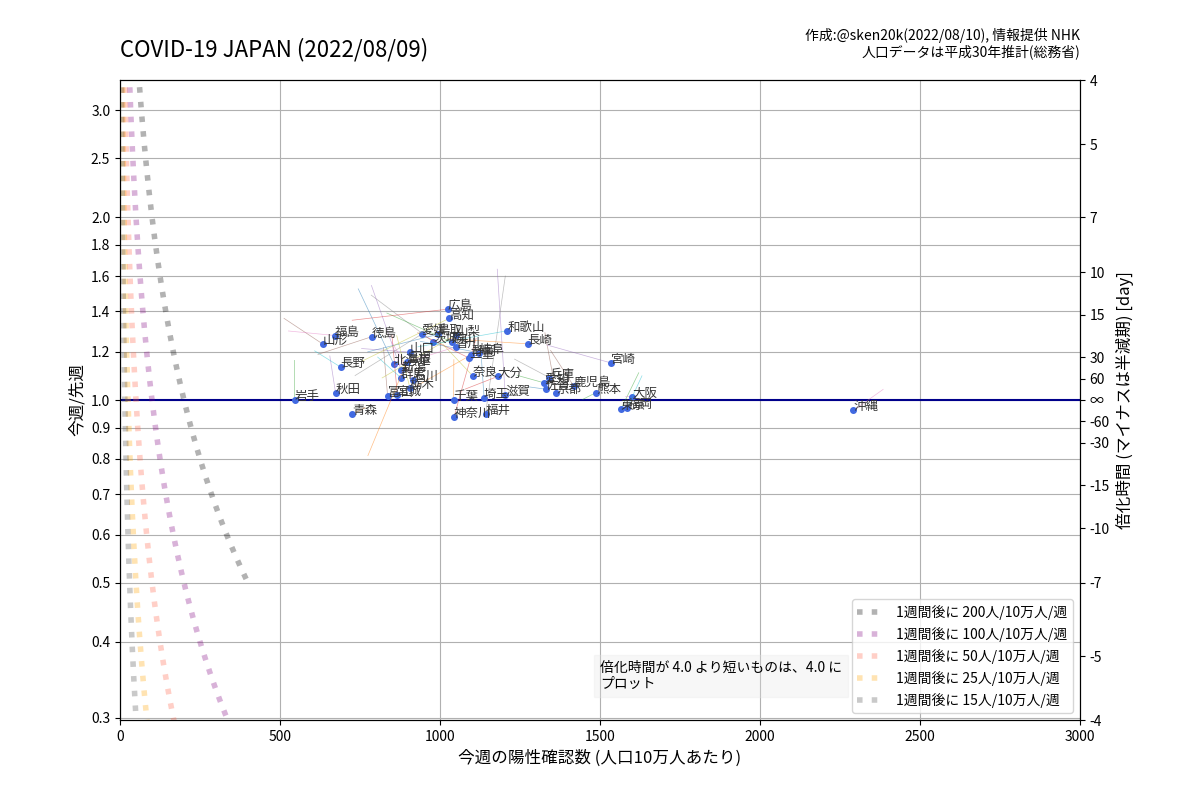 COVID-19 JAPAN (2022/08/09)
作成:@sken20k(2022/08/10), 情報提供 NHK
人口データは平成30年推計(総務省)
今週/先週
3.0
2.5
2.0
1.8
1.6
1.4
1.2
1.0
0.9
0.8
0.7
0.6
0.5
0.4
0.3
4
5
7
10
15
30
60
∞
-60
-30
-15
-10
-7
-5
-4
倍化時間 (マイナスは半減期) [day]
広島
高知
福島
山形
徳島
愛媛
和歌山
長崎
長野
山口
宮崎
奈良
大分
兵庫
鹿児島
熊本
大阪
岩手
秋田
青森
千葉
埼玉
滋賀
京都
神奈川
福井
沖縄
倍化時間が 4.0 より短いものは、4.0 に
プロット
1週間後に 200人/10万人/週
1週間後に 100人/10万人/週
1週間後に 50人/10万人/週
1週間後に 25人/10万人/週
1週間後に 15人/10万人/週
0
500
1000
1500
2000
2500
3000
今週の陽性確認数 (人口10万人あたり)